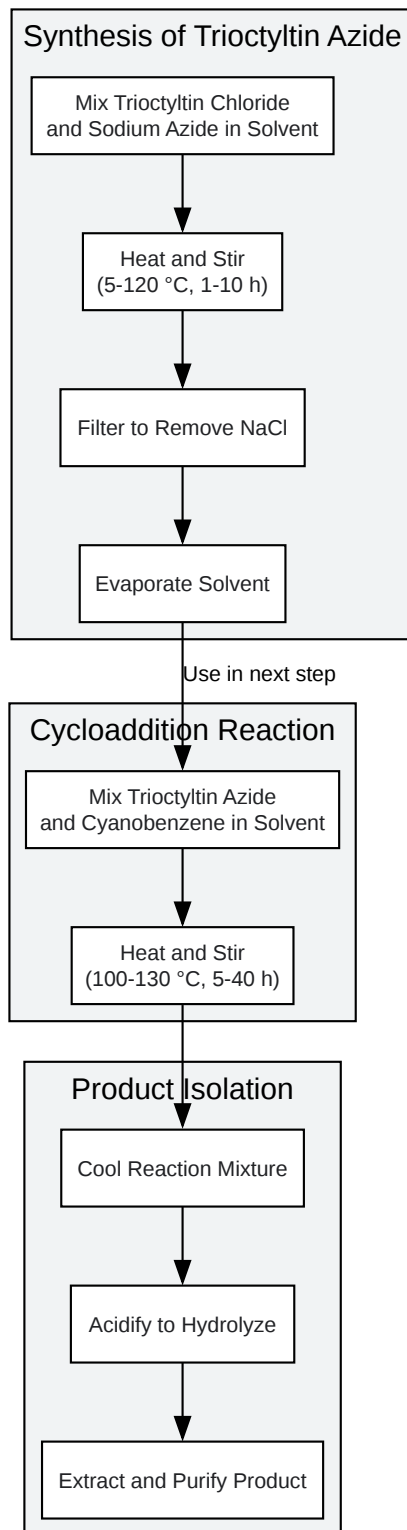 Synthesis of Trioctyltin Azide
Mix Trioctyltin Chloride
and Sodium Azide in Solvent
Heat and Stir
(5-120 °C, 1-10 h)
Filter to Remove NaCl
Evaporate Solvent
Use in next step
Cycloaddition Reaction
Mix Trioctyltin Azide
and Cyanobenzene in Solvent
Heat and Stir
(100-130 °C, 5-40 h)
Product Isolation
Cool Reaction Mixture
Acidify to Hydrolyze
Extract and Purify Product